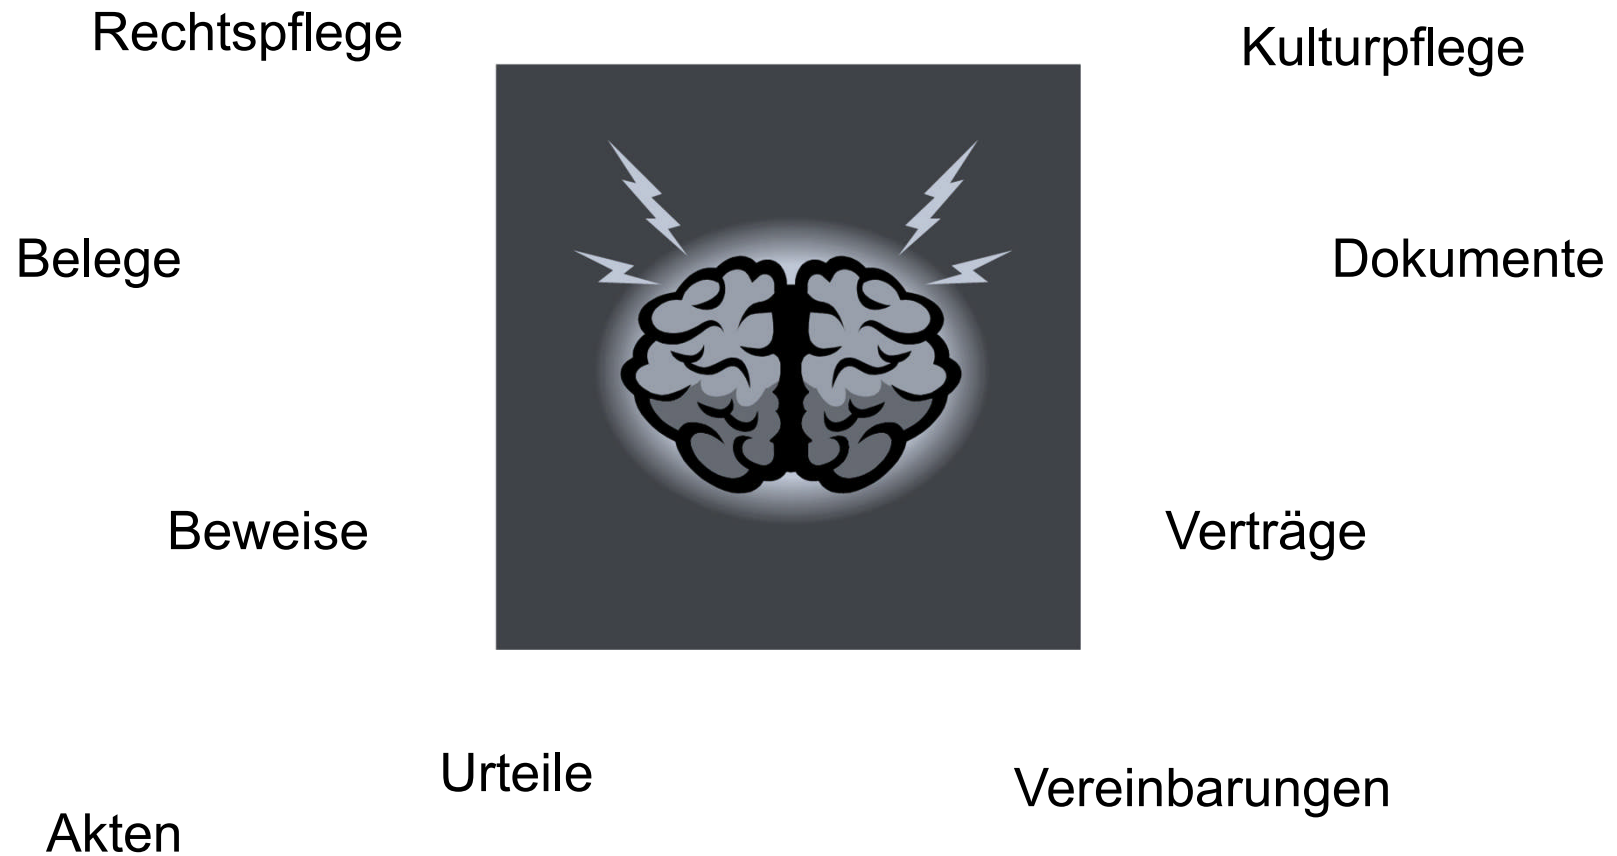 Rechtspflege
Kulturpflege
Belege
Dokumente
Beweise
Verträge
Urteile
Vereinbarungen
Akten